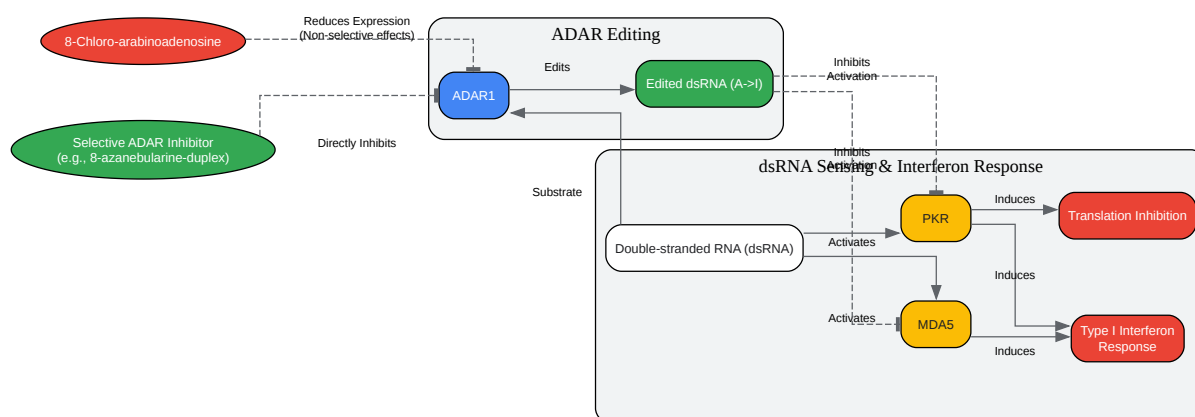 8-Chloro-arabinoadenosine
Reduces Expression
(Non-selective effects)
ADAR Editing
Edits
ADAR1
Edited dsRNA (A->I)
Inhibits
Activation
Selective ADAR Inhibitor
(e.g., 8-azanebularine-duplex)
Directly Inhibits
Inhibits
Activation
dsRNA Sensing & Interferon Response
Substrate
PKR
Induces
Translation Inhibition
Double-stranded RNA (dsRNA)
Activates
Induces
Activates
MDA5
Induces
Type I Interferon
Response